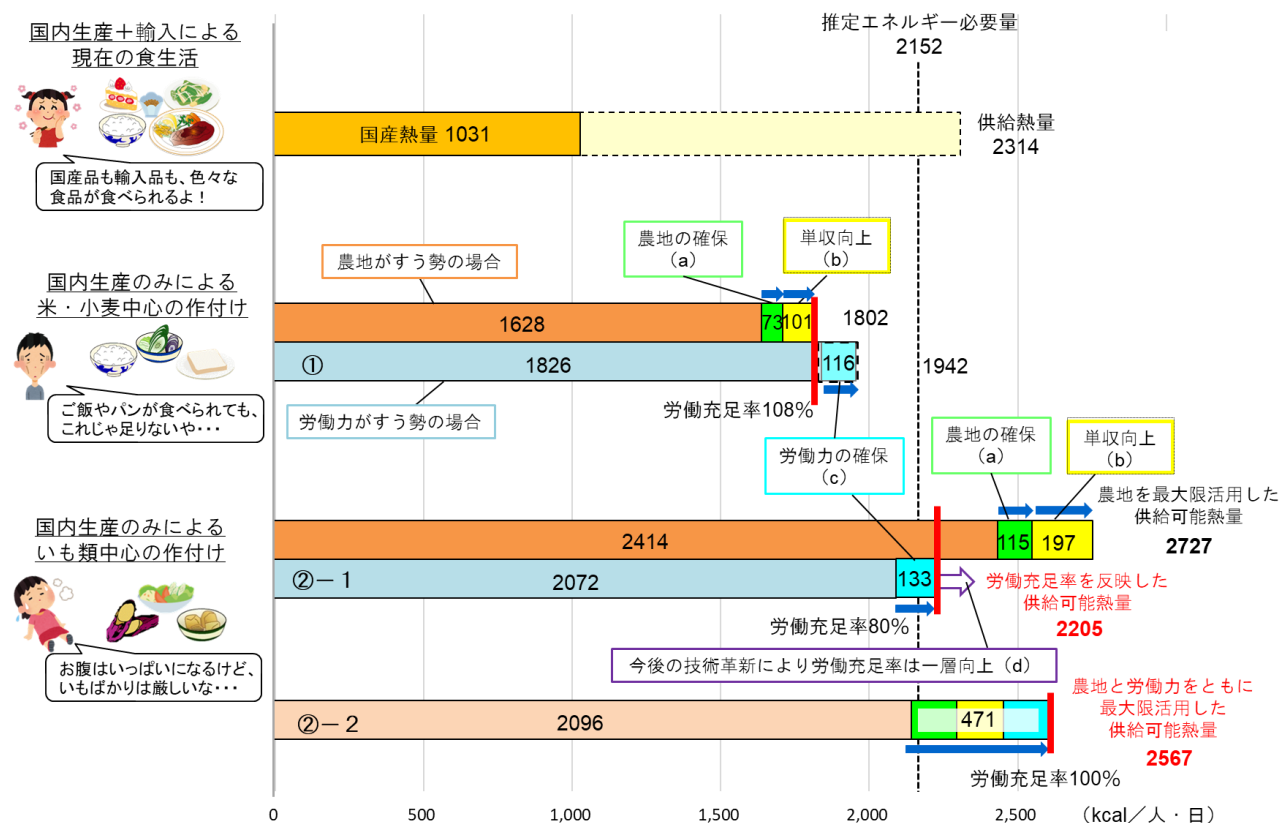 国内生産＋輸入による
現在の食生活
国産品も輸入品も、色々な
食品が食べられるよ！
推定エネルギー必要量
2152
国産熱量 1031
供給熱量
2314
国内生産のみによる
米・小麦中心の作付け
ご飯やパンが食べられても、
これじゃ足りないや・・・
農地がすう勢の場合
農地の確保
（a）
単収向上
（b）
1628
73
101
1802
①
1826
116
1942
労働力がすう勢の場合
労働充足率108%
労働力の確保
（c）
農地の確保
（a）
単収向上
（b）
国内生産のみによる
いも類中心の作付け
お腹はいっぱいになるけど、
いもばかりは厳しいな・・・
2414
115
197
農地を最大限活用した
供給可能熱量
2727
②－１
2072
133
労働充足率80%
労働充足率を反映した
供給可能熱量
2205
今後の技術革新により労働充足率は一層向上（d）
②－２
2096
471
農地と労働力をともに
最大限活用した
供給可能熱量
2567
労働充足率100%
0
500
1,000
1,500
2,000
2,500
（kcal／人・日）